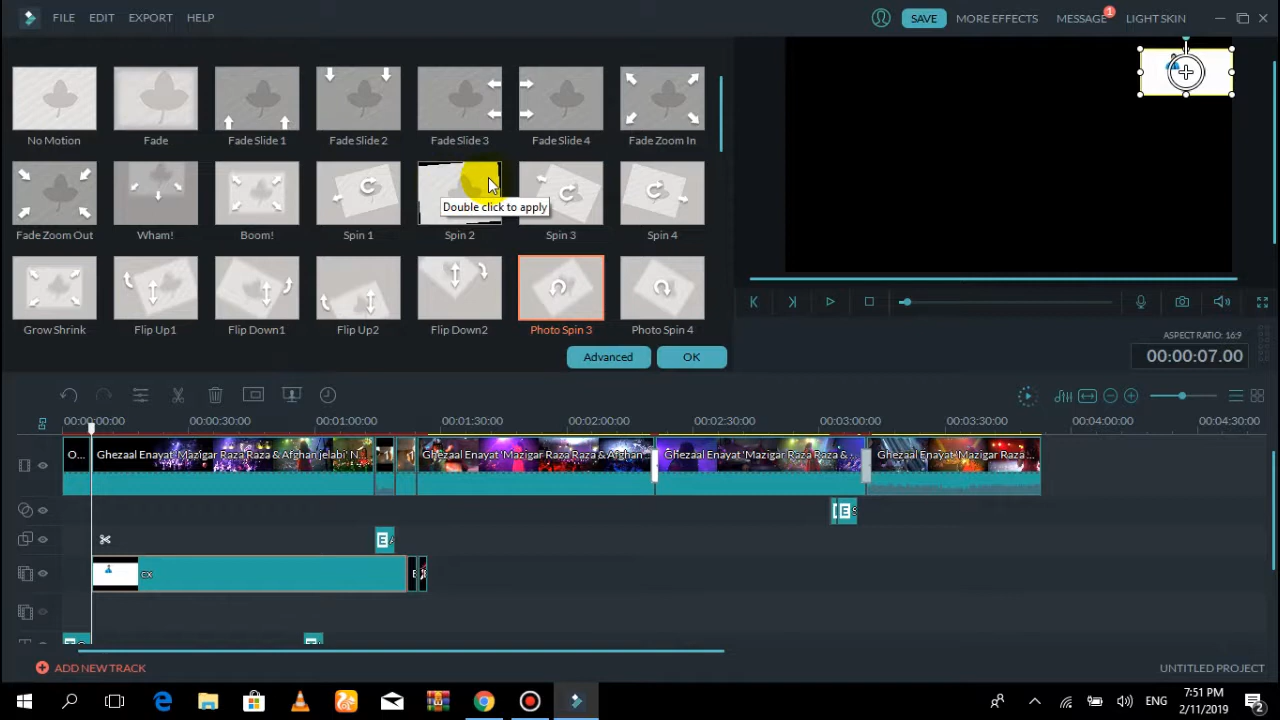 FILE EDIT EXPORT HELP
SAVE MORE EFFECTS MESSAGE 1 LIGHT SKIN
No Motion Fade Fade Slide 1 Fade Slide 2 Fade Slide 3 Fade Slide 4 Fade Zoom In
Double click to apply
Fade Zoom Out Wham! Boom! Spin 1 Spin 2 Spin 3 Spin 4
Grow Shrink Flip Up1 Flip Down1 Flip Up2 Flip Down2 Photo Spin 3 Photo Spin 4
Advanced OK
ASPECT RATIO: 16:9
00:00:07.00
00:00:00:00 00:00:30:00 00:01:00:00 00:01:30:00 00:02:00:00 00:02:30:00 00:03:00:00 00:03:30:00 00:04:00:00 00:04:30:00
O... Ghezaal Enayat 'Mazigar Raza Raza & Afghan jelabi' N... Ghezaal Enayat 'Mazigar Raza Raza & Afghan... Ghezaal Enayat 'Mazigar Raza Raza &... Ghezaal Enayat 'Mazigar Raza ...
E S
E
cx
ADD NEW TRACK
UNTITLED PROJECT
ENG
7:51 PM
2/11/2019
2